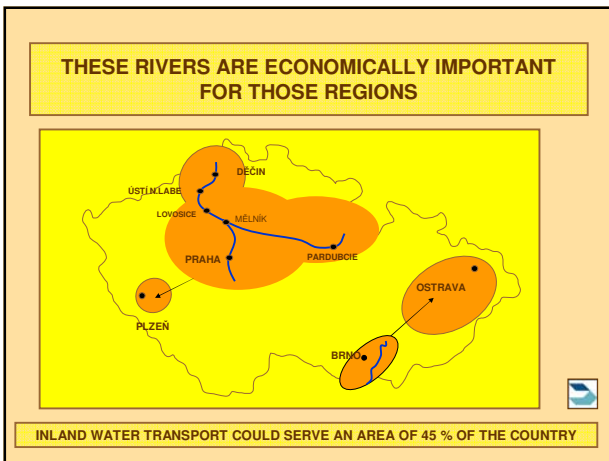 THESE RIVERS ARE ECONOMICALLY IMPORTANT
FOR THOSE REGIONS
DĚČIN
ÚSTÍ.N.LABE
LOVOSICE
MĚLNÍK
PRAHA
PARDUBCIE
OSTRAVA
PLZEŇ
BRNO
INLAND WATER TRANSPORT COULD SERVE AN AREA OF 45 % OF THE COUNTRY